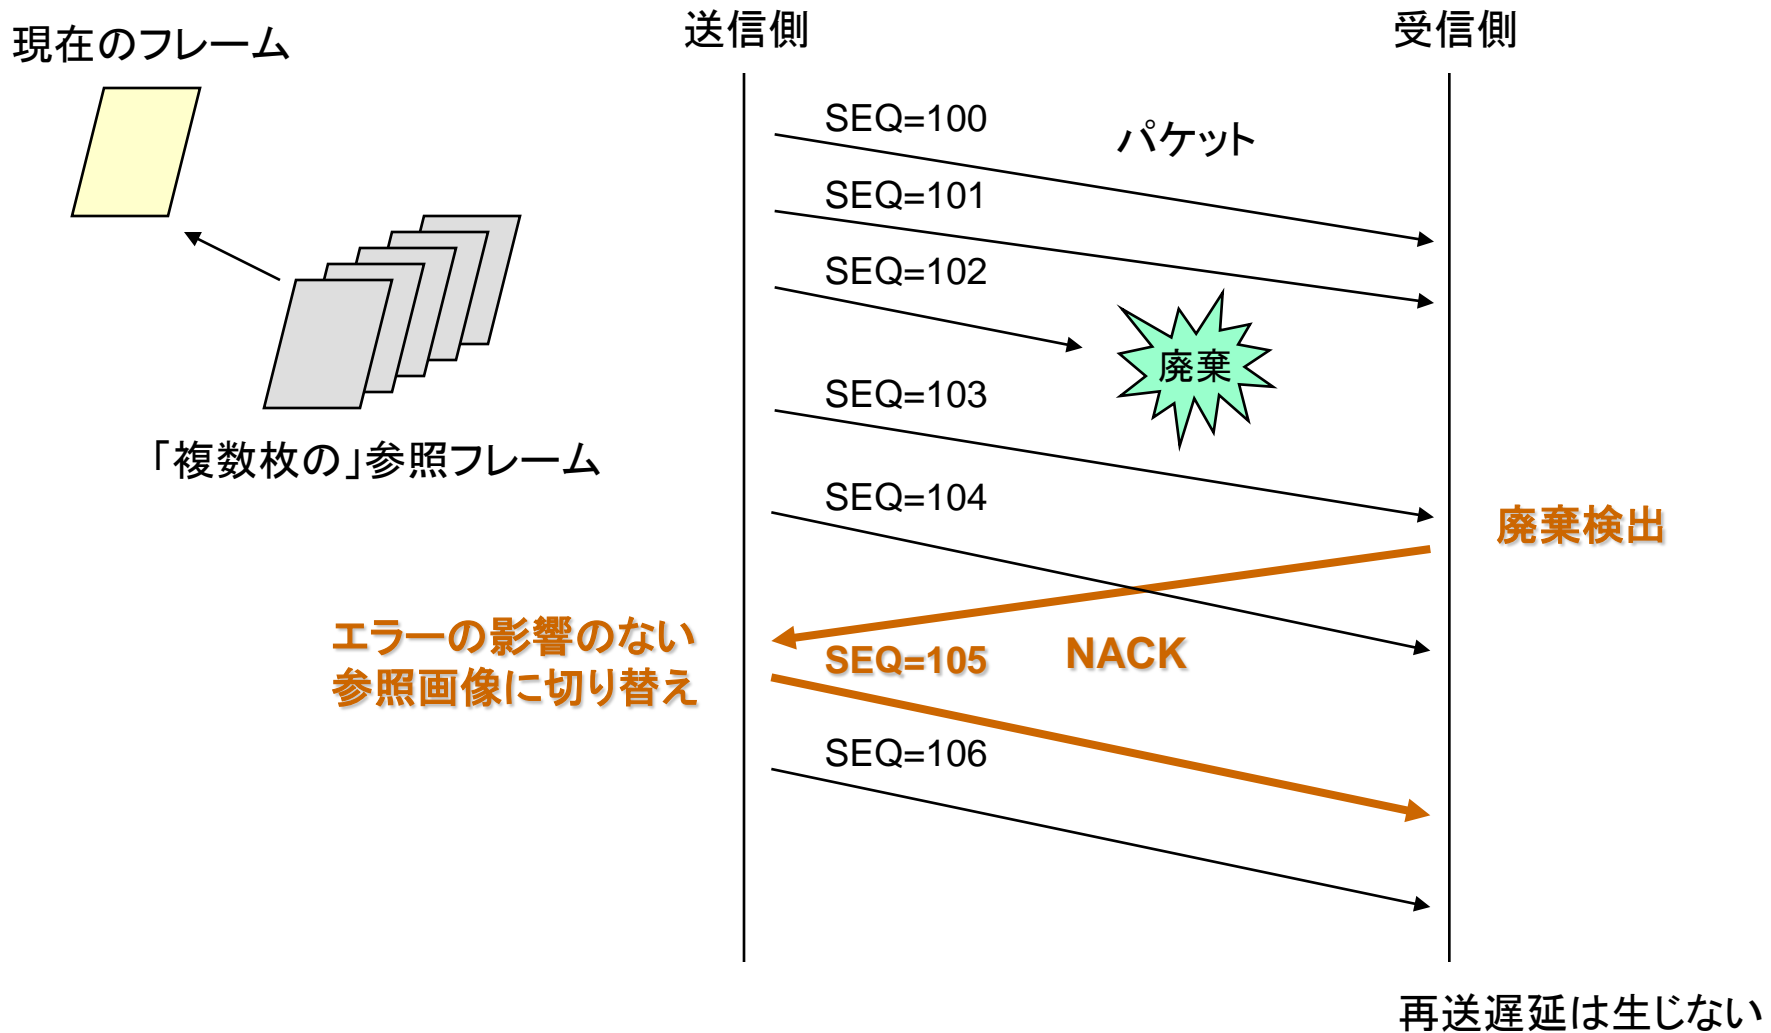 現在のフレーム
送信側
受信側
SEQ=100
パケット
SEQ=101
SEQ=102
廃棄
SEQ=103
「複数枚の」参照フレーム
SEQ=104
廃棄検出
エラーの影響のない
参照画像に切り替え
SEQ=105
NACK
SEQ=106
再送遅延は生じない